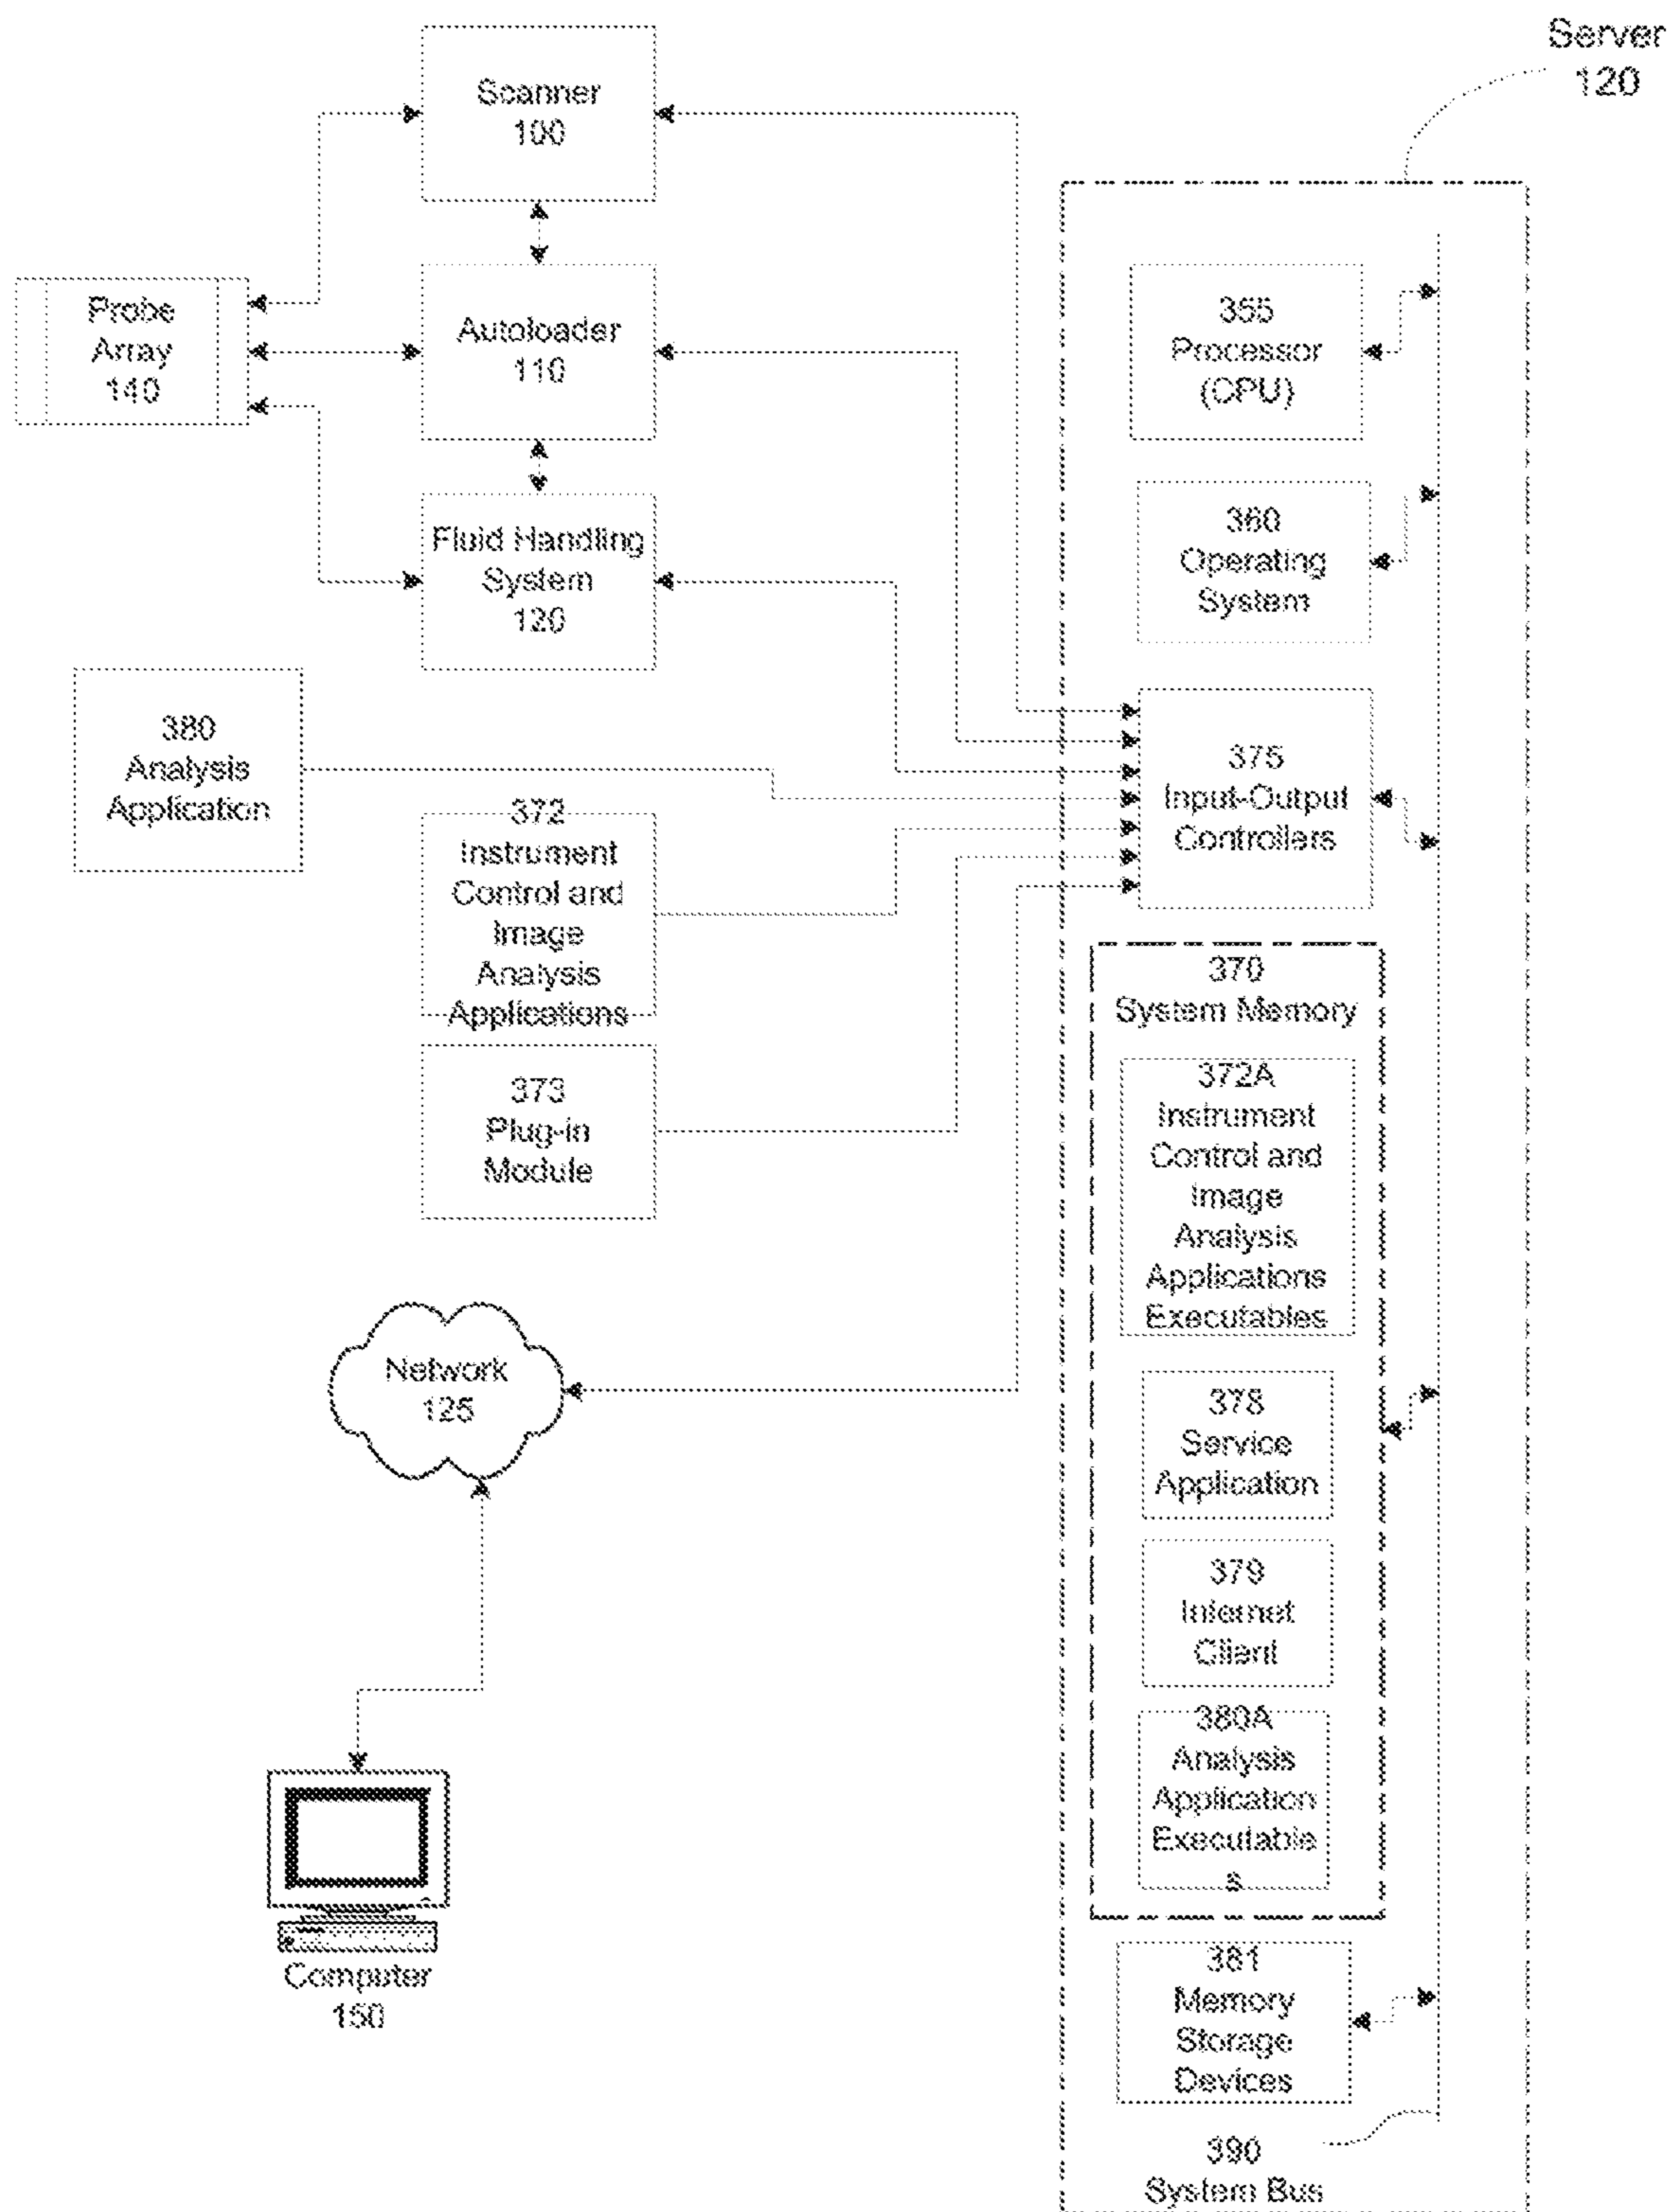 Server
120
Scanner
100
Probe
Array
140
Autoloader
110
Fluid Handling
System
120
380
Analysis
Application
372
Instrument
Control and
Image
Analysis
Applications
373
Plug-in
Module
Network
125
Computer
150
355
Processor
(CPU)
360
Operating
System
375
Input-Output
Controllers
370
System Memory
372A
Instrument
Control and
Image
Analysis
Applications
Executables
378
Service
Application
379
Internet
Client
380A
Analysis
Application
Executable
s
381
Memory
Storage
Devices
390
System Bus